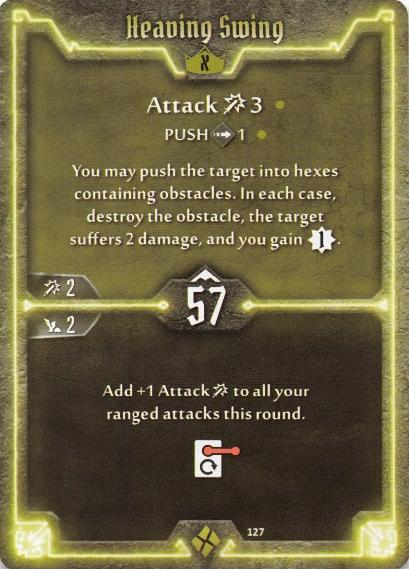 Heaving Swing
X
Attack 3
PUSH 1
You may push the target into hexes
containing obstacles. In each case,
destroy the obstacle, the target
suffers 2 damage, and you gain 1.
2
57
2
Add +1 Attack to all your
ranged attacks this round.
127